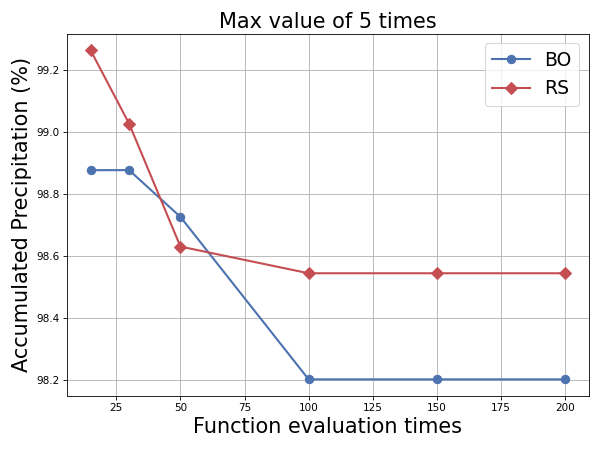 Max value of 5 times
BO
RS
Accumulated Precipitation (%)
99.2
99.0
98.8
98.6
98.4
98.2
25
50
75
100
125
150
175
200
Function evaluation times